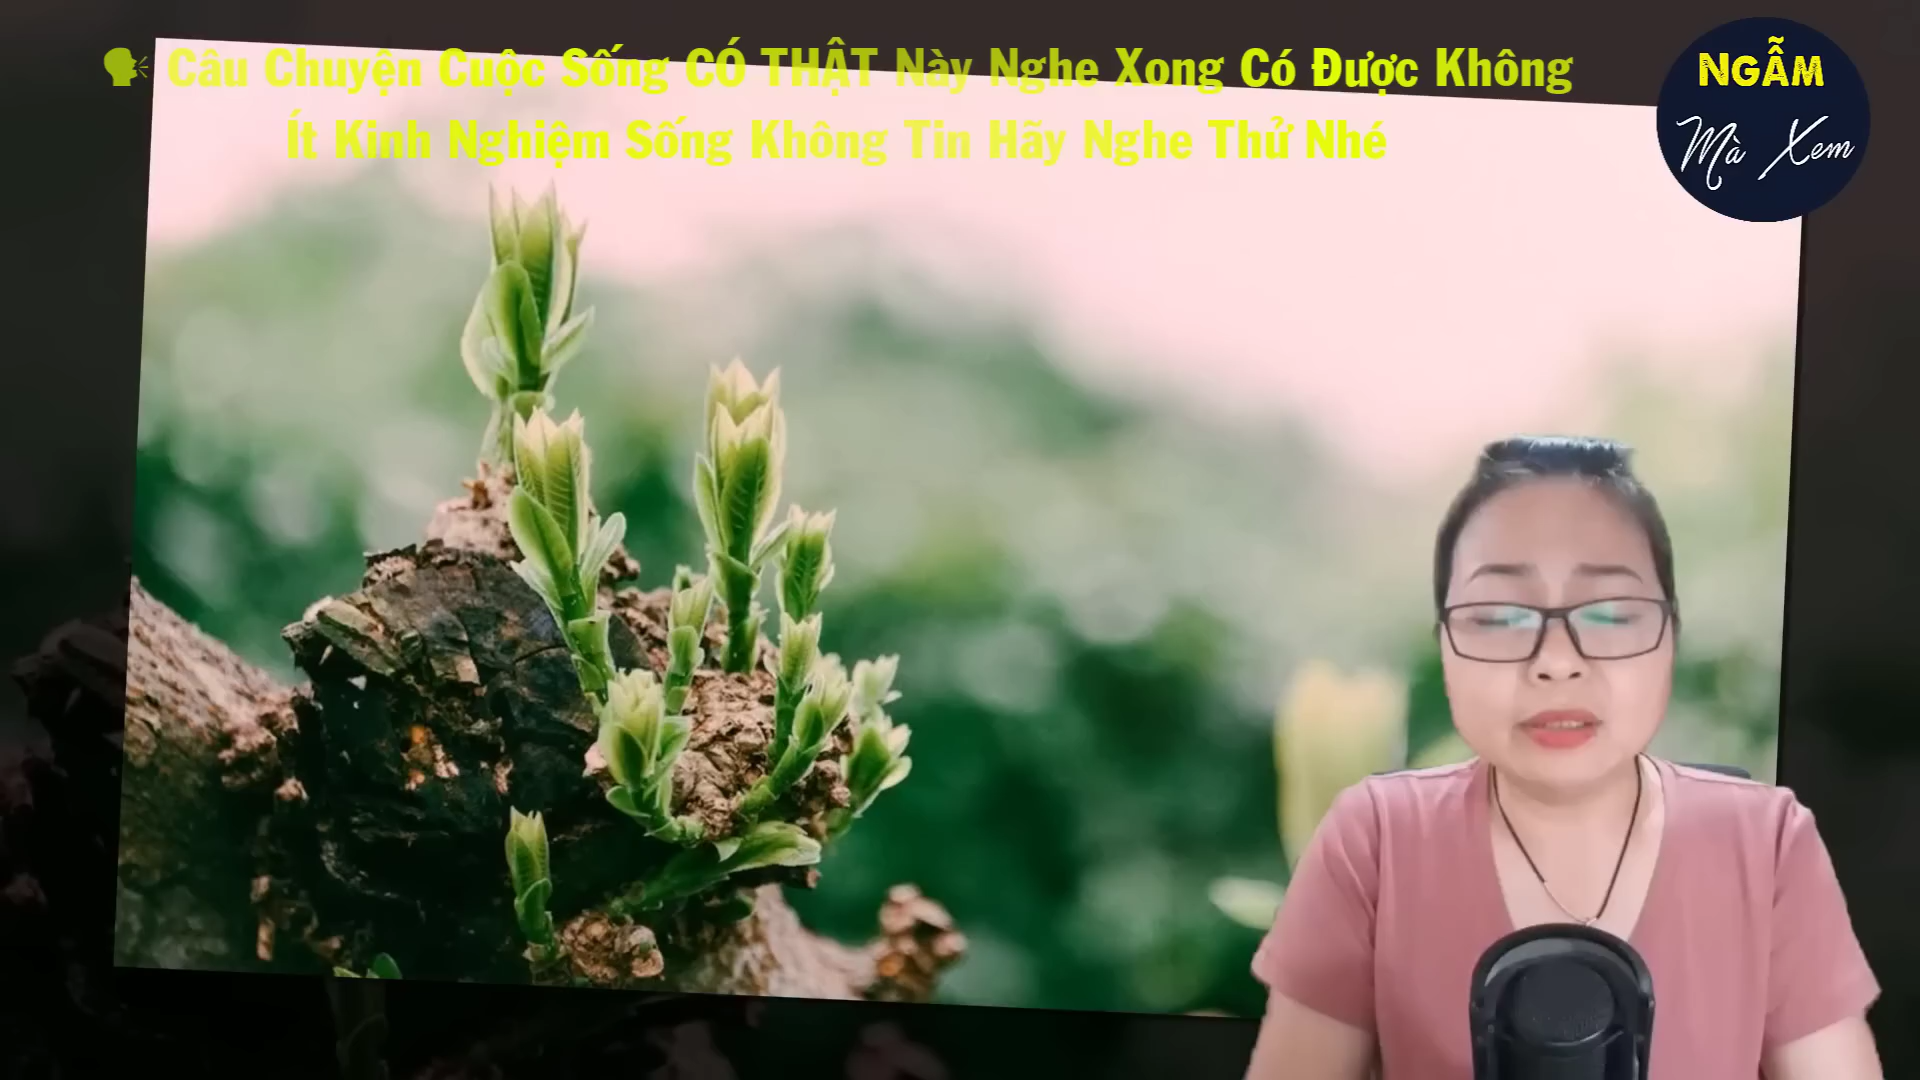 Câu Chuyện Cuộc Sống CÓ THẬT Này Nghe Xong Có Được Không
Ít Kinh Nghiệm Sống Không Tin Hãy Nghe Thử Nhé
NGẪM
Mà Xem